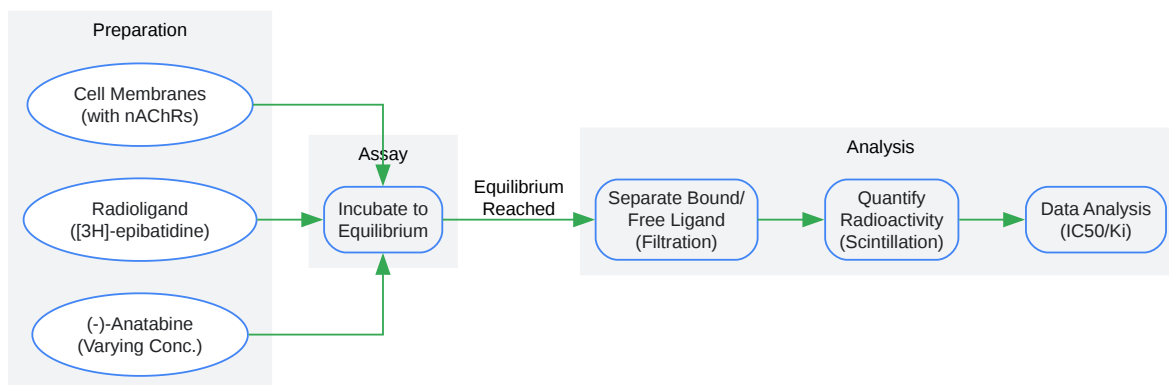 Preparation
Cell Membranes
(with nAChRs)
Radioligand
([3H]-epibatidine)
(-)-Anatabine
(Varying Conc.)
Assay
Incubate to
Equilibrium
Equilibrium
Reached
Analysis
Separate Bound/
Free Ligand
(Filtration)
Quantify
Radioactivity
(Scintillation)
Data Analysis
(IC50/Ki)